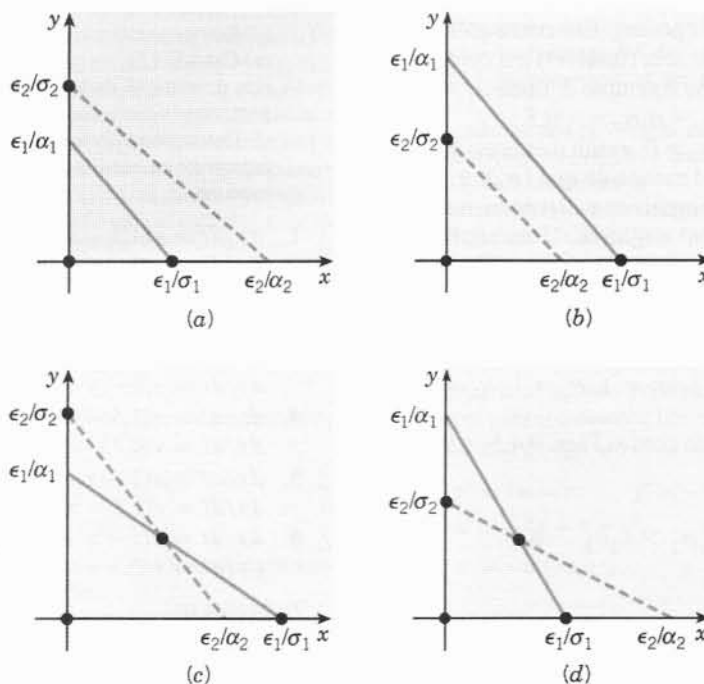 y
ϵ₂/σ₂
ϵ₁/α₁
ϵ₁/σ₁ ϵ₂/α₂ x
(a)
y
ϵ₁/α₁
ϵ₂/σ₂
ϵ₂/α₂ ϵ₁/σ₁ x
(b)
y
ϵ₂/σ₂
ϵ₁/α₁
ϵ₂/α₂ ϵ₁/σ₁ x
(c)
y
ϵ₁/α₁
ϵ₂/σ₂
ϵ₁/σ₁ ϵ₂/α₂ x
(d)